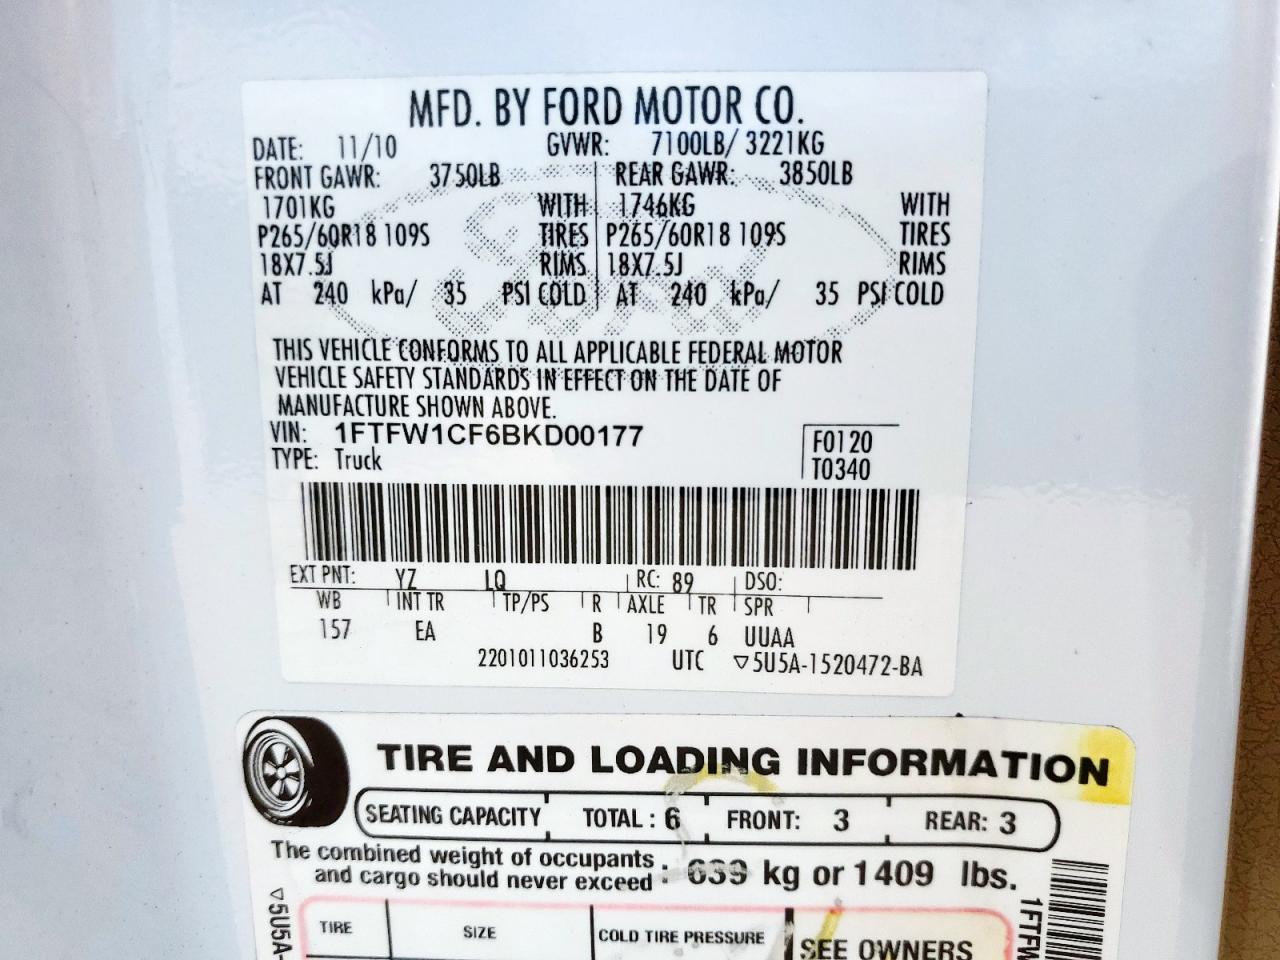 MFD. BY FORD MOTOR CO.
DATE: 11/10 GVWR: 7100LB/ 3221KG
FRONT GAWR: 3750LB REAR GAWR: 3850LB
1701KG WITH 1746KG WITH
P265/60R18 109S TIRES P265/60R18 109S TIRES
18X7.5J RIMS 18X7.5J RIMS
AT 240 kPa/ 35 PSI COLD AT 240 kPa/ 35 PSI COLD
THIS VEHICLE CONFORMS TO ALL APPLICABLE FEDERAL MOTOR
VEHICLE SAFETY STANDARDS IN EFFECT ON THE DATE OF
MANUFACTURE SHOWN ABOVE.
VIN: 1FTFW1CF6BKD00177
TYPE: Truck
F0120
T0340
EXT PNT: YZ LQ RC: 89 DSO:
WB INT TR TP/PS R AXLE TR SPR
157 EA B 19 6 UUAA
2201011036253 UTC ▽5U5A-1520472-BA
TIRE AND LOADING INFORMATION
SEATING CAPACITY TOTAL : 6 FRONT: 3 REAR: 3
The combined weight of occupants
and cargo should never exceed : 639 kg or 1409 lbs.
TIRE SIZE COLD TIRE PRESSURE SEE OWNERS
▽5U5A-
1FTFW